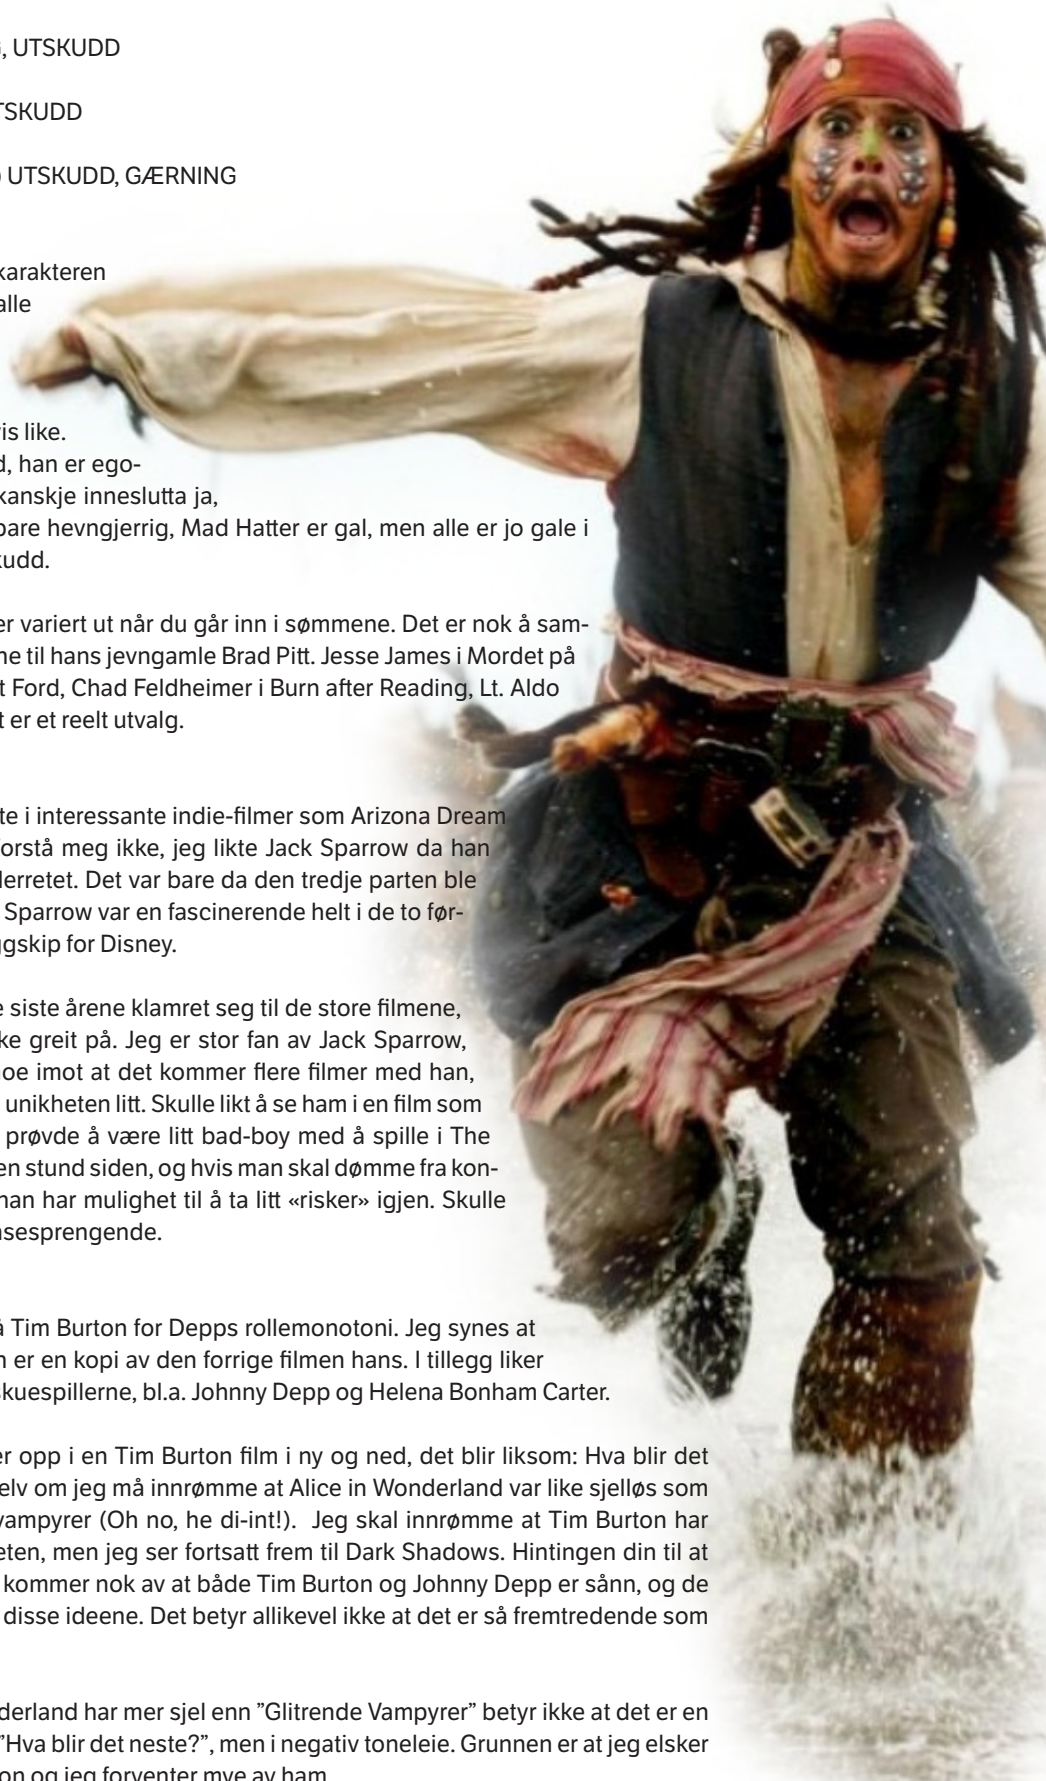 , UTSKUDD
TSKUDD
UTSKUDD, GÆRNING
karakteren
alle
is like.
d, han er ego-
kanskje inneslutta ja,
bare hevngjerrig, Mad Hatter er gal, men alle er jo gale i
kudd.
er variert ut når du går inn i sømmene. Det er nok å sam-
ne til hans jevngamle Brad Pitt. Jesse James i Mordet på
t Ford, Chad Feldheimer i Burn after Reading, Lt. Aldo
t er et reelt utvalg.
te i interessante indie-filmer som Arizona Dream
forstå meg ikke, jeg likte Jack Sparrow da han
lerretet. Det var bare da den tredje parten ble
Sparrow var en fascinerende helt i de to før-
ggskip for Disney.
e siste årene klamret seg til de store filmene,
ke greit på. Jeg er stor fan av Jack Sparrow,
noe imot at det kommer flere filmer med han,
unikheten litt. Skulle likt å se ham i en film som
prøvde å være litt bad-boy med å spille i The
en stund siden, og hvis man skal dømme fra kon-
han har mulighet til å ta litt «risker» igjen. Skulle
nsesprengende.
å Tim Burton for Depps rollemonotoni. Jeg synes at
n er en kopi av den forrige filmen hans. I tillegg liker
skuespillerne, bl.a. Johnny Depp og Helena Bonham Carter.
er opp i en Tim Burton film i ny og ned, det blir liksom: Hva blir det
elv om jeg må innrømme at Alice in Wonderland var like sjelløs som
vampyrer (Oh no, he di-int!). Jeg skal innrømme at Tim Burton har
eten, men jeg ser fortsatt frem til Dark Shadows. Hintingen din til at
kommer nok av at både Tim Burton og Johnny Depp er sånn, og de
disse ideene. Det betyr allikevel ikke at det er så fremtredende som
derland har mer sjel enn ”Glitrende Vampyrer” betyr ikke at det er en
”Hva blir det neste?”, men i negativ toneleie. Grunnen er at jeg elsker
on og jeg forventer mye av ham